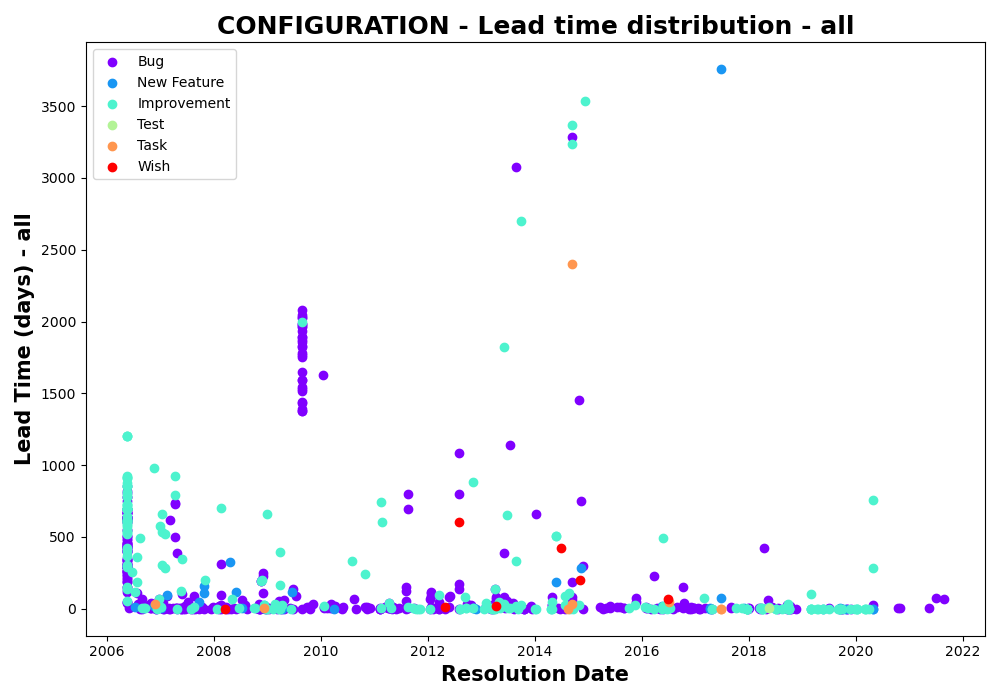 CONFIGURATION - Lead time distribution - all
Bug
New Feature
Improvement
Test
Task
Wish
Lead Time (days) - all
3500
3000
2500
2000
1500
1000
500
0
2006 2008 2010 2012 2014 2016 2018 2020 2022
Resolution Date